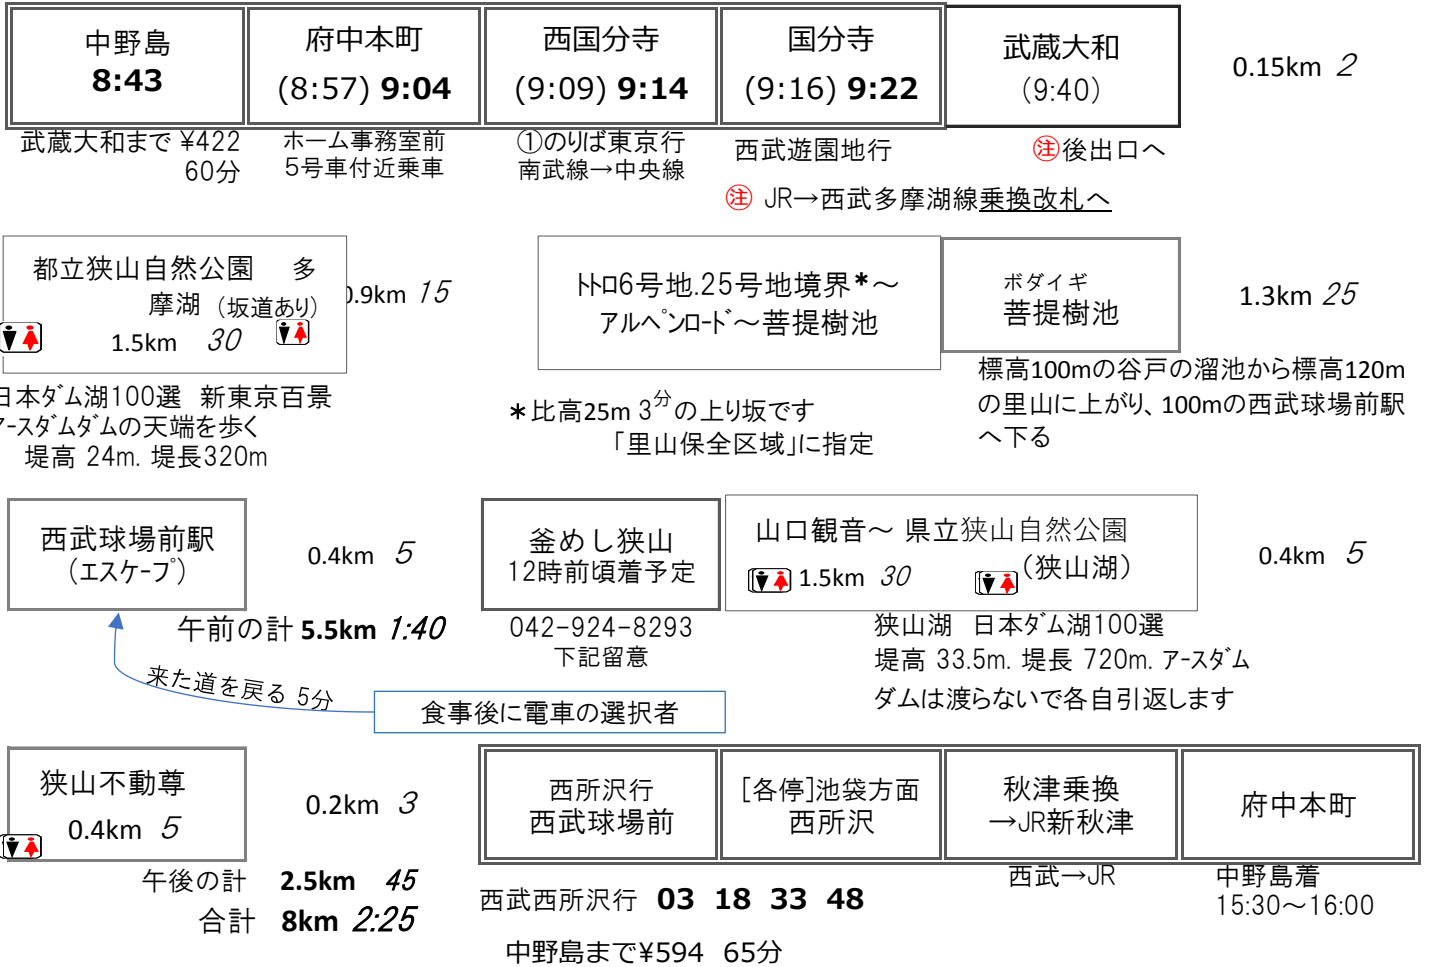 中野島
8:43
府中本町
(8:57) 9:04
西国分寺
(9:09) 9:14
国分寺
(9:16) 9:22
武蔵大和
(9:40)
0.15km 2
武蔵大和まで ¥422
60分
ホーム事務室前
5号車付近乗車
①のりば東京行
南武線→中央線
西武遊園地行
㊟後出口へ
㊟ JR→西武多摩湖線乗換改札へ
都立狭山自然公園 多
摩湖 (坂道あり)
1.5km 30
0.9km 15
トトロ6号地.25号地境界*～
アルペンロード～菩提樹池
ボダイギ
菩提樹池
1.3km 25
日本ダム湖100選 新東京百景
アースダムダムの天端を歩く
堤高 24m. 堤長320m
*比高25m 3分の上り坂です
「里山保全区域」に指定
標高100mの谷戸の溜池から標高120m
の里山に上がり、100mの西武球場前駅
へ下る
西武球場前駅
(エスケープ)
0.4km 5
釜めし狭山
12時前頃着予定
山口観音～ 県立狭山自然公園
(狭山湖)
1.5km 30
0.4km 5
午前の計 5.5km 1:40
042-924-8293
下記留意
狭山湖 日本ダム湖100選
堤高 33.5m. 堤長 720m. アースダム
ダムは渡らないで各自引返します
来た道を戻る 5分
食事後に電車の選択者
狭山不動尊
0.4km 5
0.2km 3
西所沢行
西武球場前
[各停]池袋方面
西所沢
秋津乗換
→JR新秋津
府中本町
午後の計 2.5km 45
合計 8km 2:25
西武西所沢行 03 18 33 48
西武→JR
中野島着
15:30～16:00
中野島まで¥594 65分